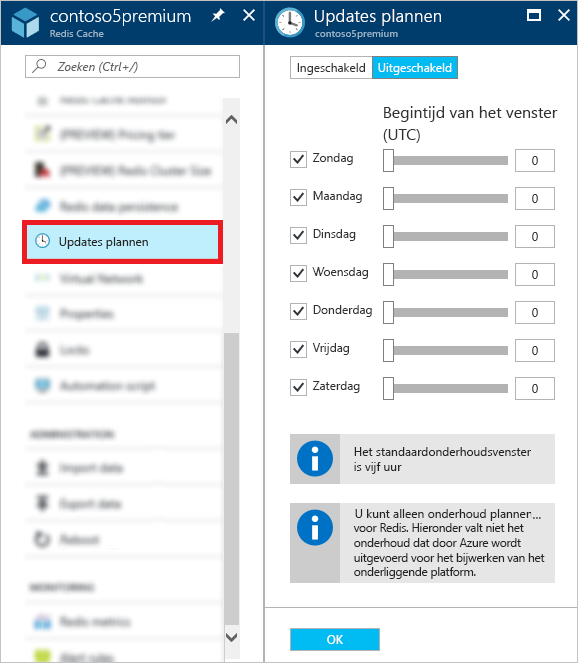 contoso5premium
Redis Cache
Zoeken (Ctrl+/)
(PREVIEW) Pricing tier
(PREVIEW) Redis Cluster Size
Redis data persistence
Updates plannen
Virtual Network
Properties
Locks
Automation script
ADMINISTRATION
Import data
Export data
Reboot
MONITORING
Redis metrics
Alert rules
Updates plannen
contoso5premium
Ingeschakeld Uitgeschakeld
Begintijd van het venster
(UTC)
Zondag 0
Maandag 0
Dinsdag 0
Woensdag 0
Donderdag 0
Vrijdag 0
Zaterdag 0
Het standaardonderhoudsvenster
is vijf uur
U kunt alleen onderhoud plannen...
voor Redis. Hieronder valt niet het
onderhoud dat door Azure wordt
uitgevoerd voor het bijwerken van het
onderliggende platform.
OK